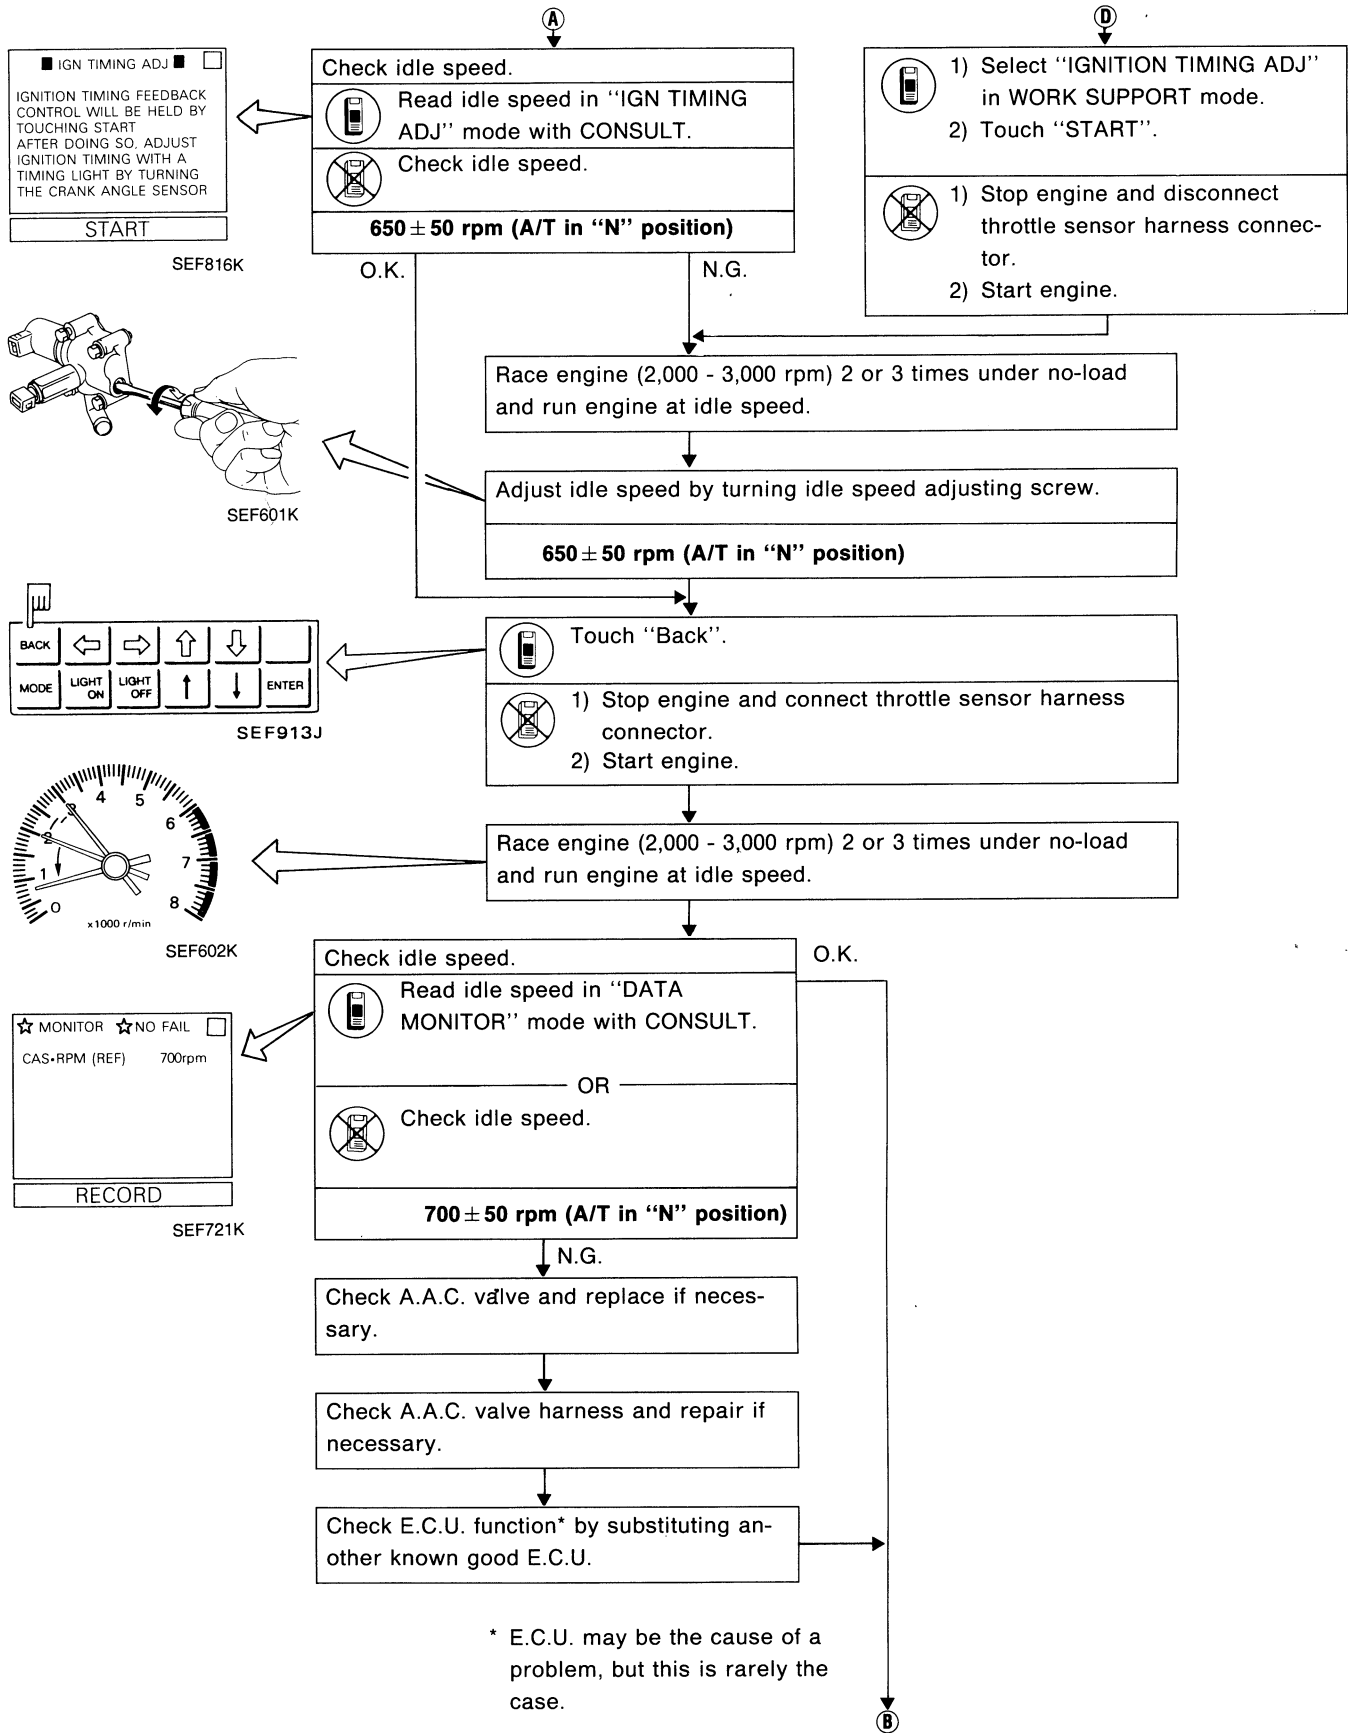 A
D
■ IGN TIMING ADJ ■
IGNITION TIMING FEEDBACK
CONTROL WILL BE HELD BY
TOUCHING START
AFTER DOING SO, ADJUST
IGNITION TIMING WITH A
TIMING LIGHT BY TURNING
THE CRANK ANGLE SENSOR
START
SEF816K
Check idle speed.
Read idle speed in “IGN TIMING
ADJ” mode with CONSULT.
Check idle speed.
650 ± 50 rpm (A/T in “N” position)
O.K.
N.G.
1) Select “IGNITION TIMING ADJ”
in WORK SUPPORT mode.
2) Touch “START”.
1) Stop engine and disconnect
throttle sensor harness connec-
tor.
2) Start engine.
Race engine (2,000 - 3,000 rpm) 2 or 3 times under no-load
and run engine at idle speed.
SEF601K
Adjust idle speed by turning idle speed adjusting screw.
650 ± 50 rpm (A/T in “N” position)
BACK
MODE
LIGHT
ON
LIGHT
OFF
ENTER
SEF913J
Touch “Back”.
1) Stop engine and connect throttle sensor harness
connector.
2) Start engine.
0
1
2
3
4
5
6
7
8
x1000 r/min
SEF602K
Race engine (2,000 - 3,000 rpm) 2 or 3 times under no-load
and run engine at idle speed.
☆ MONITOR ☆ NO FAIL
CAS•RPM (REF) 700rpm
RECORD
SEF721K
Check idle speed.
Read idle speed in “DATA
MONITOR” mode with CONSULT.
OR
Check idle speed.
700 ± 50 rpm (A/T in “N” position)
O.K.
N.G.
Check A.A.C. valve and replace if neces-
sary.
Check A.A.C. valve harness and repair if
necessary.
Check E.C.U. function* by substituting an-
other known good E.C.U.
* E.C.U. may be the cause of a
problem, but this is rarely the
case.
B